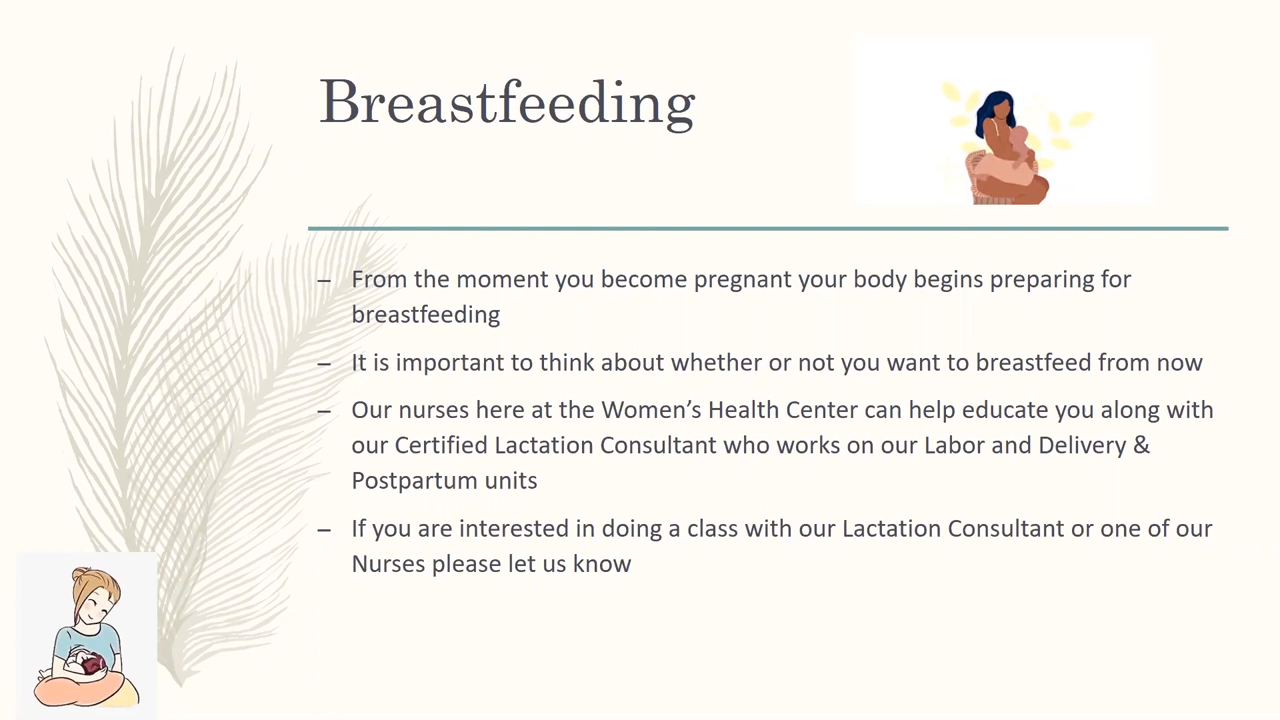 Breastfeeding
– From the moment you become pregnant your body begins preparing for
breastfeeding
– It is important to think about whether or not you want to breastfeed from now
– Our nurses here at the Women’s Health Center can help educate you along with
our Certified Lactation Consultant who works on our Labor and Delivery &
Postpartum units
– If you are interested in doing a class with our Lactation Consultant or one of our
Nurses please let us know